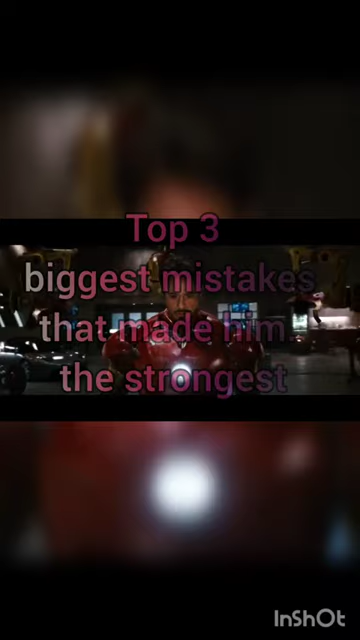 Top 3
biggest mistakes
that made him..
the strongest
InShOt